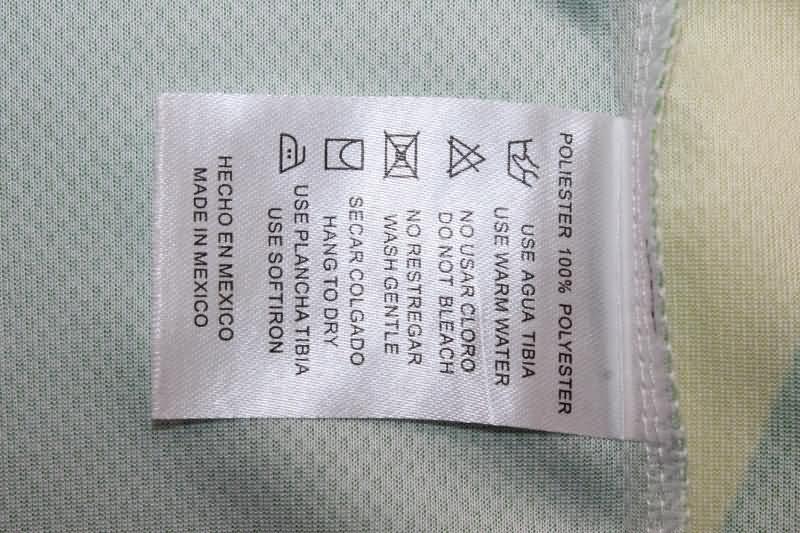 POLIESTER 100% POLYESTER
USE AGUA TIBIA
USE WARM WATER
NO USAR CLORO
DO NOT BLEACH
NO RESTREGAR
WASH GENTLE
SECAR COLGADO
HANG TO DRY
USE PLANCHA TIBIA
USE SOFTIRON
HECHO EN MEXICO
MADE IN MEXICO